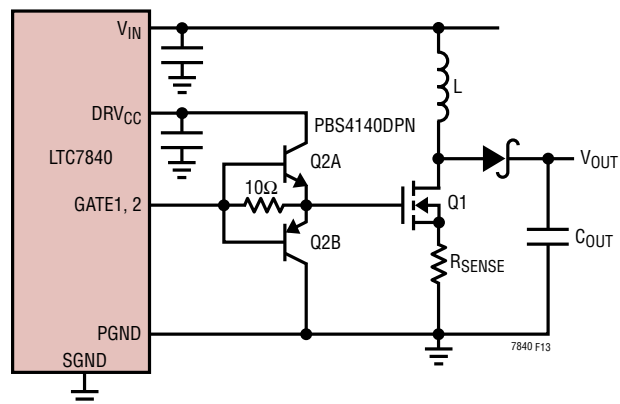 VIN
DRVCC
PBS4140DPN
L
LTC7840
Q2A
VOUT
10Ω
GATE1, 2
Q1
Q2B
COUT
RSENSE
PGND
7840 F13
SGND